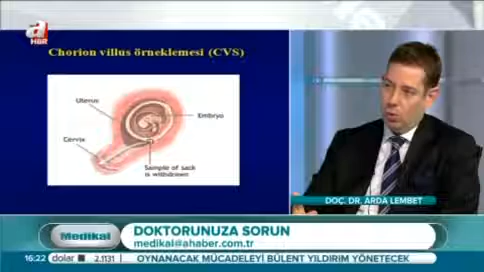 a
HBR
Chorion villus örneklemesi (CVS)
Uterus
Embryo
Cervix
Sample of sack
is withdrawn
DOÇ. DR. ARDA LEMBET
Medikal
DOKTORUNUZA SORUN
medikal@ahaber.com.tr
16:22 dolar 2.1131 OYNANACAK MÜCADELEYİ BÜLENT YILDIRIM YÖNETECEK